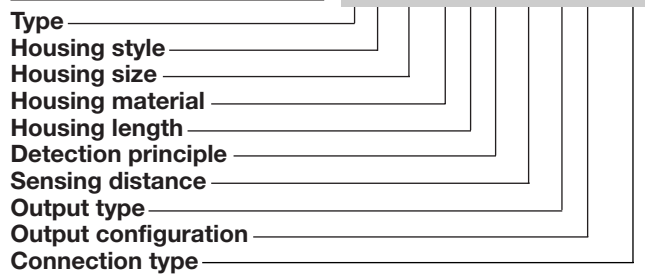 Type
Housing style
Housing size
Housing material
Housing length
Detection principle
Sensing distance
Output type
Output configuration
Connection type